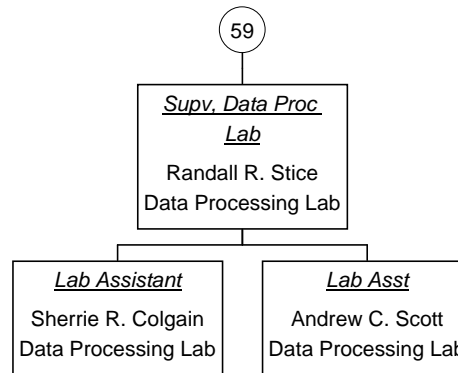 59
Supv, Data Proc
Lab
Randall R. Stice
Data Processing Lab
Lab Assistant
Sherrie R. Colgain
Data Processing Lab
Lab Asst
Andrew C. Scott
Data Processing Lab